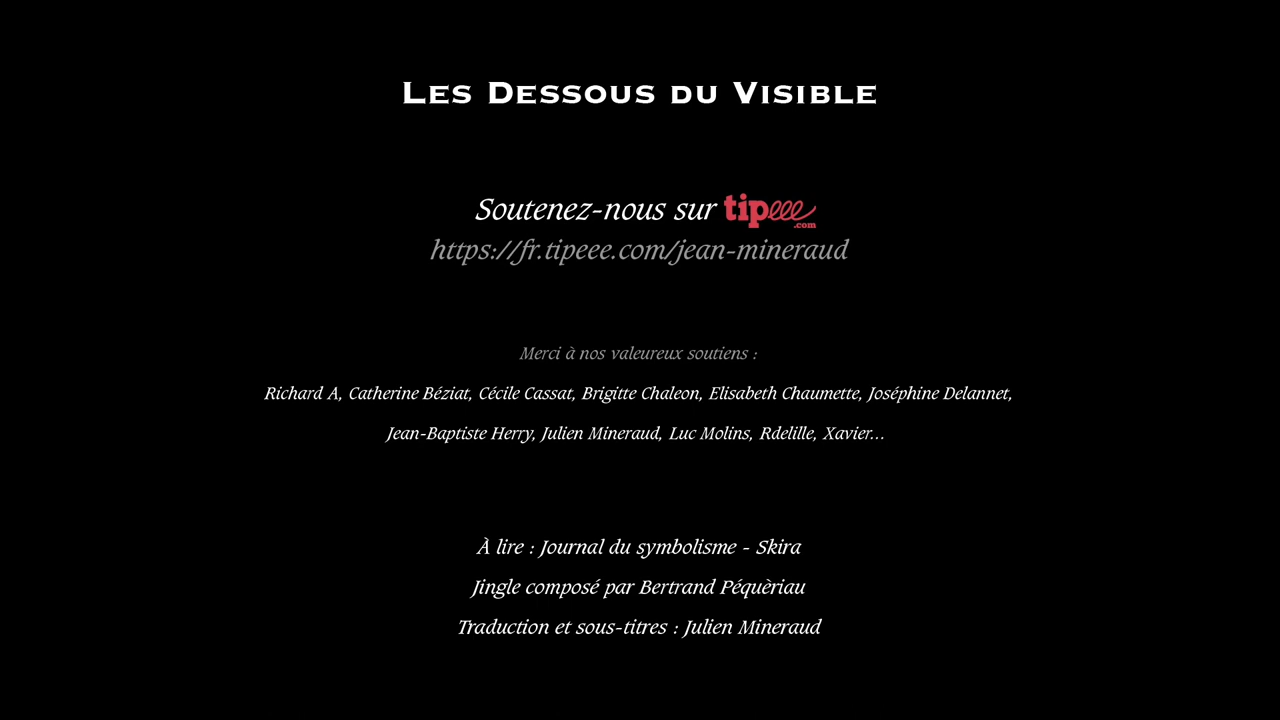 Les Dessous du Visible
Soutenez-nous sur tipeee.com
https://fr.tipeee.com/jean-mineraud
Merci à nos valeureux soutiens :
Richard A, Catherine Béziat, Cécile Cassat, Brigitte Chaleon, Elisabeth Chaumette, Joséphine Delannet,
Jean-Baptiste Herry, Julien Mineraud, Luc Molins, Rdelille, Xavier...
À lire : Journal du symbolisme - Skira
Jingle composé par Bertrand Péquèriau
Traduction et sous-titres : Julien Mineraud